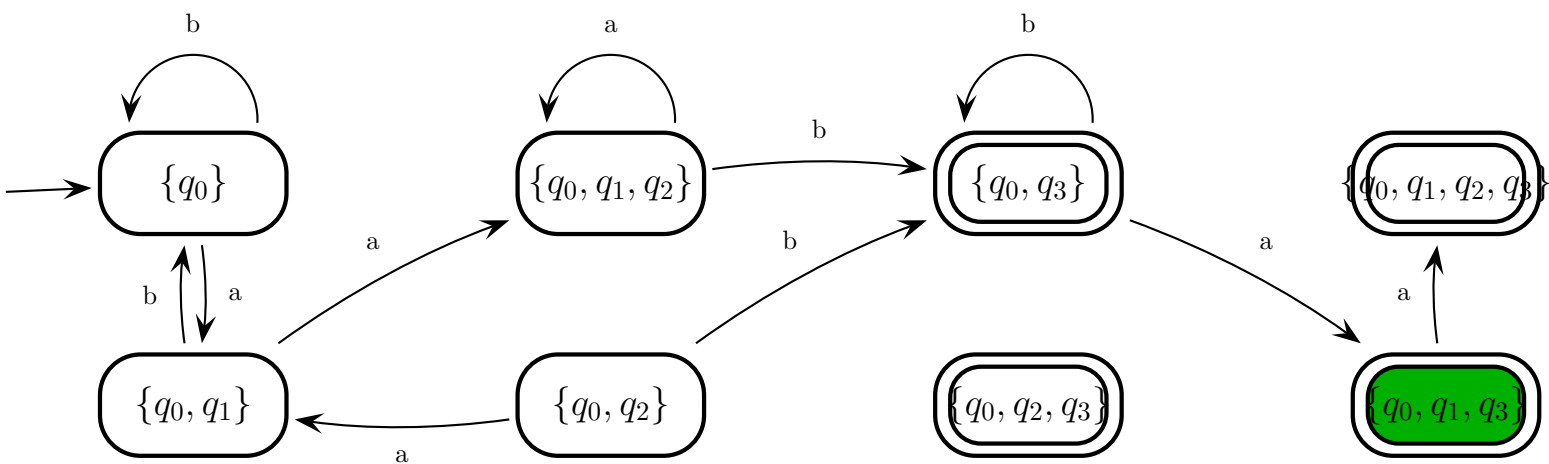 b a b
b
{q₀} {q₀, q₁, q₂} {q₀, q₃} {q₀, q₁, q₂, q₃}
a b a
b a a
{q₀, q₁} {q₀, q₂} {q₀, q₂, q₃} {q₀, q₁, q₃}
a